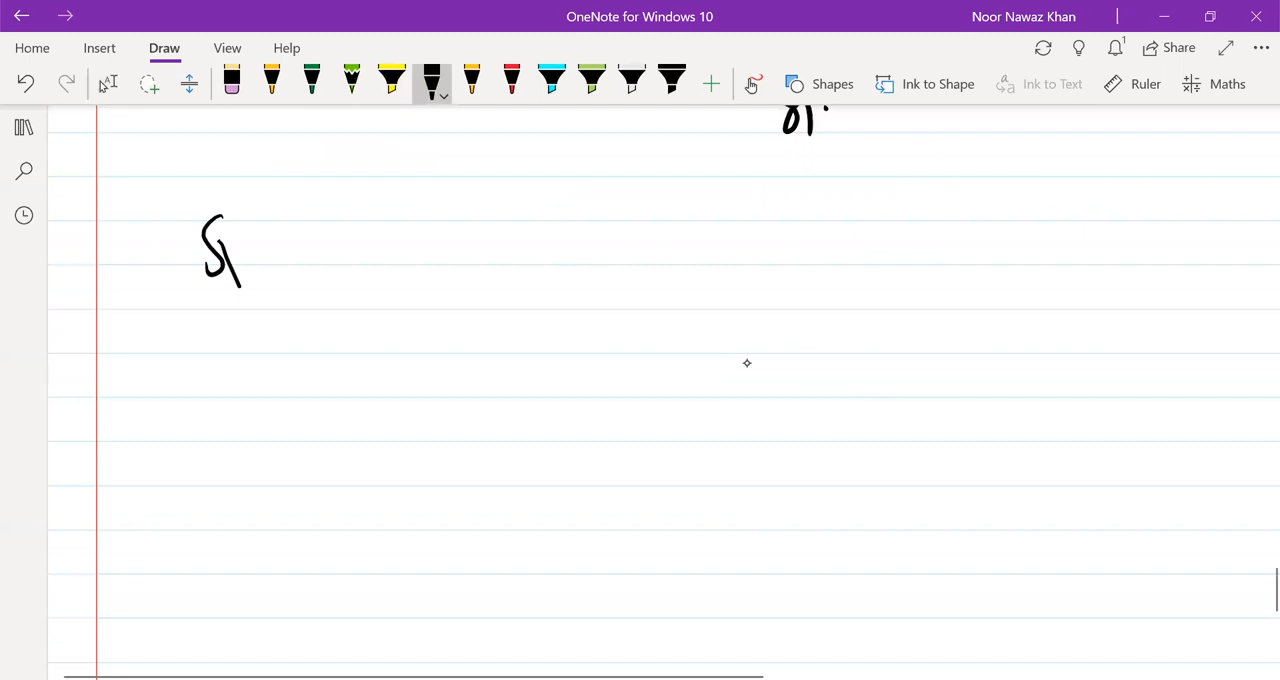 OneNote for Windows 10
Noor Nawaz Khan
Home Insert Draw View Help
1 Share
Shapes Ink to Shape Ink to Text Ruler Maths